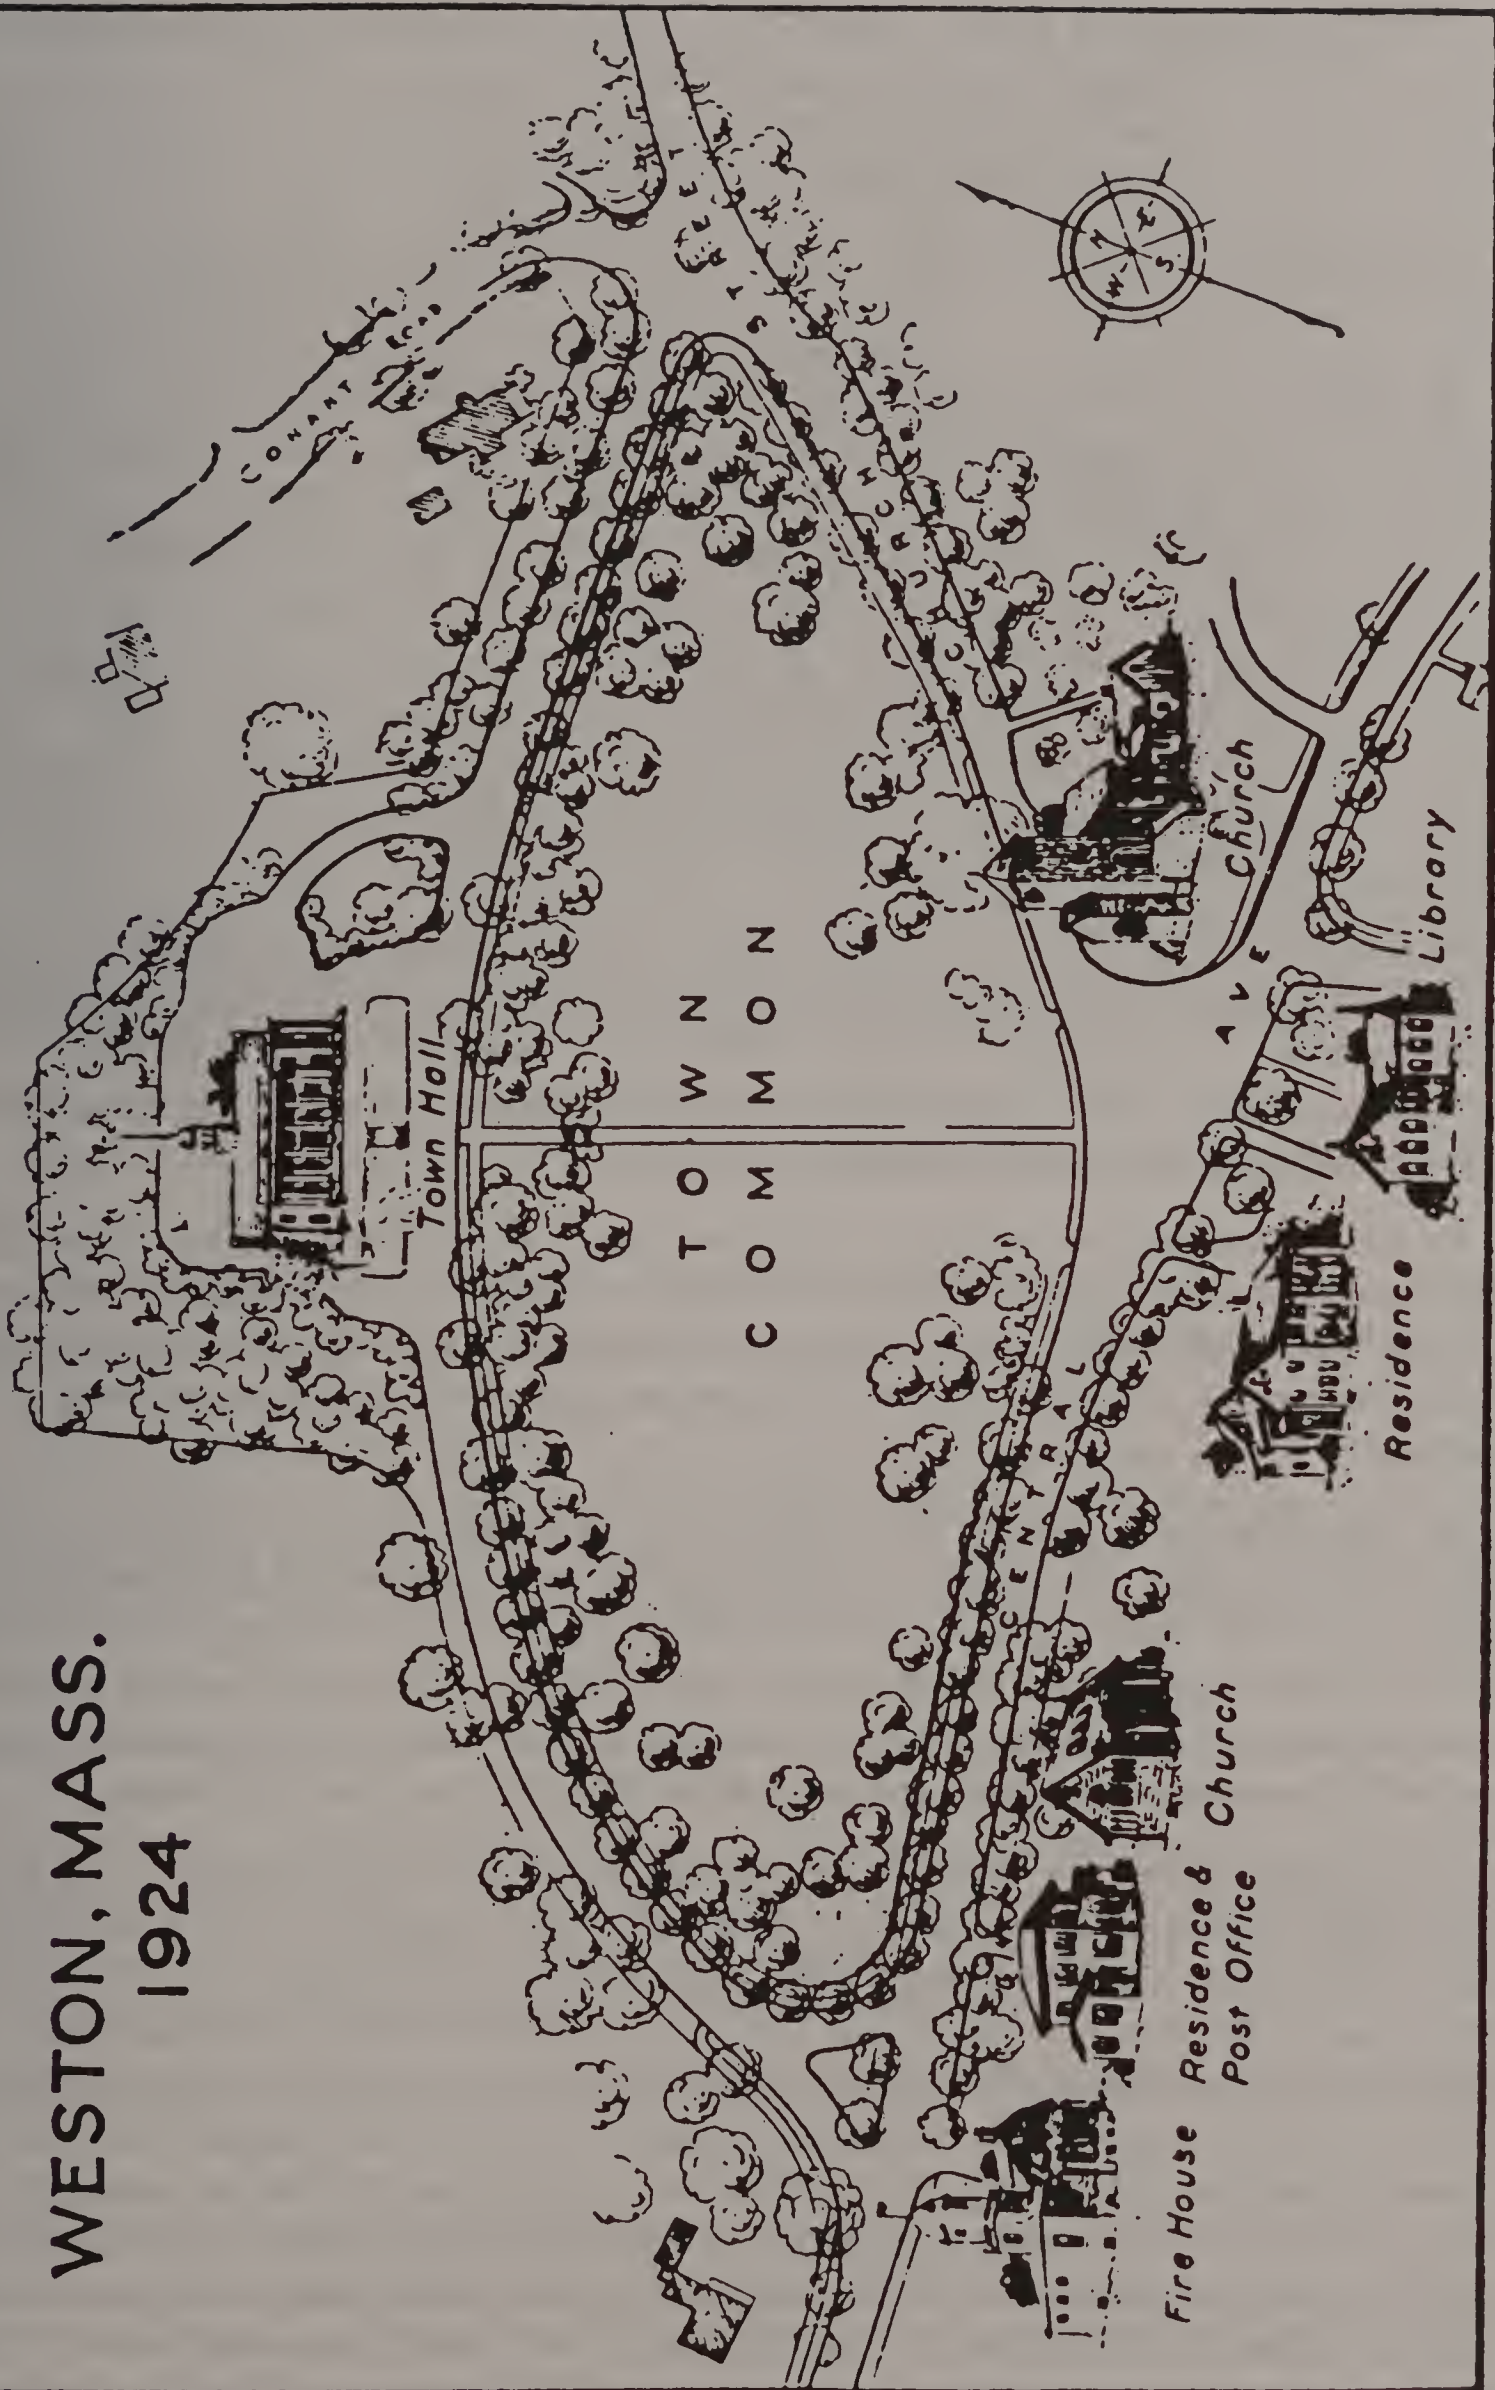 WESTON, MASS.
1924
CONANT ROAD
CHURCH STREET
Town Hall
TOWN
COMMON
CENTRAL AVE
Church
Library
Residence
Church
Residence &
Post Office
Fire House
N
E
S
W